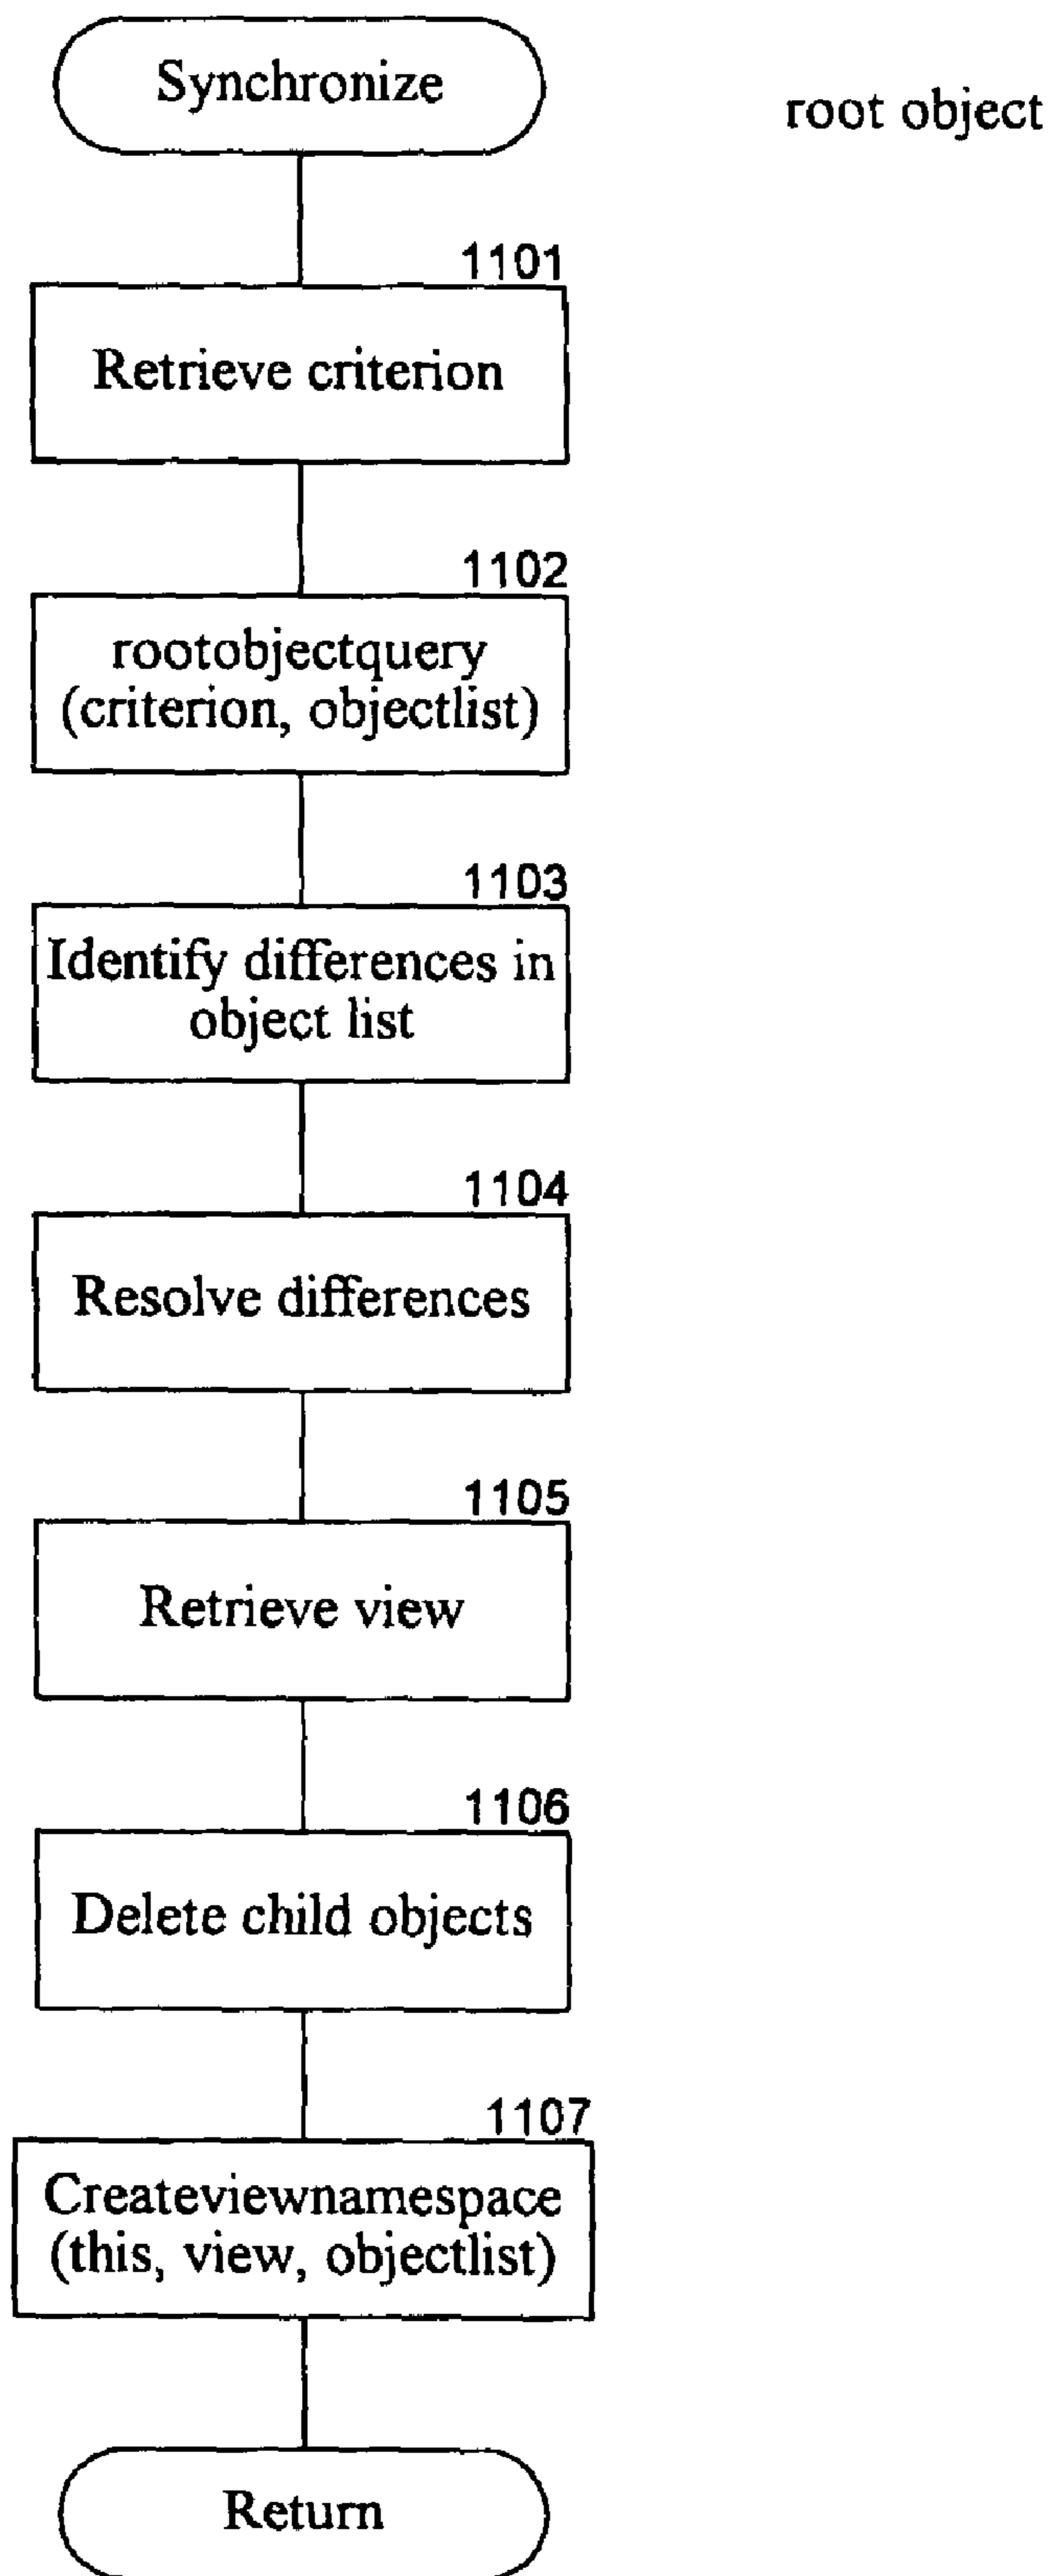 Synchronize
root object
1101
Retrieve criterion
1102
rootobjectquery
(criterion, objectlist)
1103
Identify differences in
object list
1104
Resolve differences
1105
Retrieve view
1106
Delete child objects
1107
Createviewnamespace
(this, view, objectlist)
Return